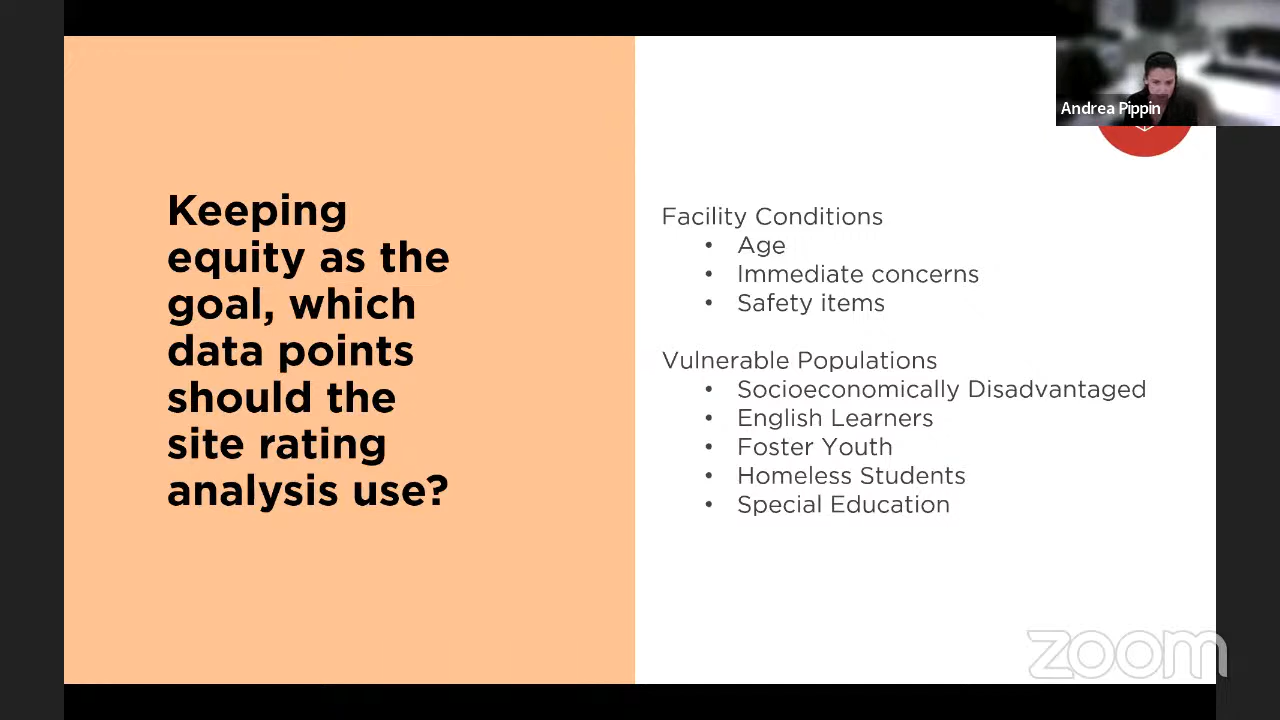 Andrea Pippin
Keeping
equity as the
goal, which
data points
should the
site rating
analysis use?
Facility Conditions
• Age
• Immediate concerns
• Safety items
Vulnerable Populations
• Socioeconomically Disadvantaged
• English Learners
• Foster Youth
• Homeless Students
• Special Education
zoom